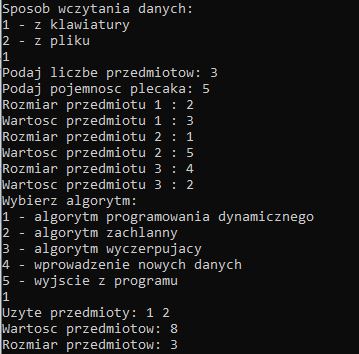 Sposob wczytania danych:
1 - z klawiatury
2 - z pliku
1
Podaj liczbe przedmiotow: 3
Podaj pojemnosc plecaka: 5
Rozmiar przedmiotu 1 : 2
Wartosc przedmiotu 1 : 3
Rozmiar przedmiotu 2 : 1
Wartosc przedmiotu 2 : 5
Rozmiar przedmiotu 3 : 4
Wartosc przedmiotu 3 : 2
Wybierz algorytm:
1 - algorytm programowania dynamicznego
2 - algorytm zachlanny
3 - algorytm wyczerpujacy
4 - wprowadzenie nowych danych
5 - wyjscie z programu
1
Uzyte przedmioty: 1 2
Wartosc przedmiotow: 8
Rozmiar przedmiotow: 3